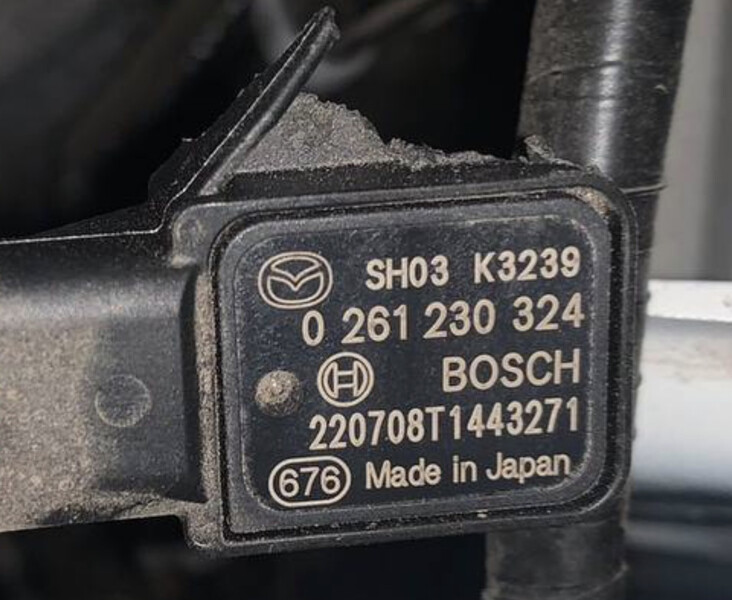 SH03 K3239
0 261 230 324
BOSCH
220708T1443271
676 Made in Japan